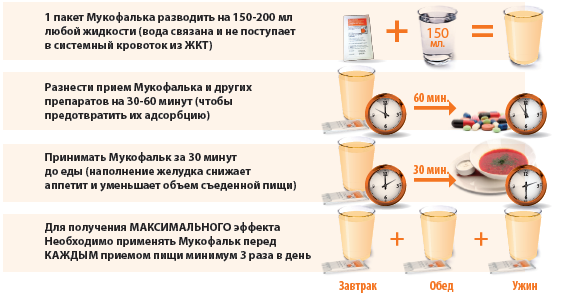 1 пакет Мукофалька разводить на 150-200 мл
любой жидкости (вода связана и не поступает
в системный кровоток из ЖКТ)
150
МЛ.
Разнести прием Мукофалька и других
препаратов на 30-60 минут (чтобы
предотвратить их адсорбцию)
60 мин.
Принимать Мукофальк за 30 минут
до еды (наполнение желудка снижает
аппетит и уменьшает объем съеденной пищи)
30 мин.
Для получения МАКСИМАЛЬНОГО эффекта
Необходимо применять Мукофальк перед
КАЖДЫМ приемом пищи минимум 3 раза в день
Завтрак
Обед
Ужин